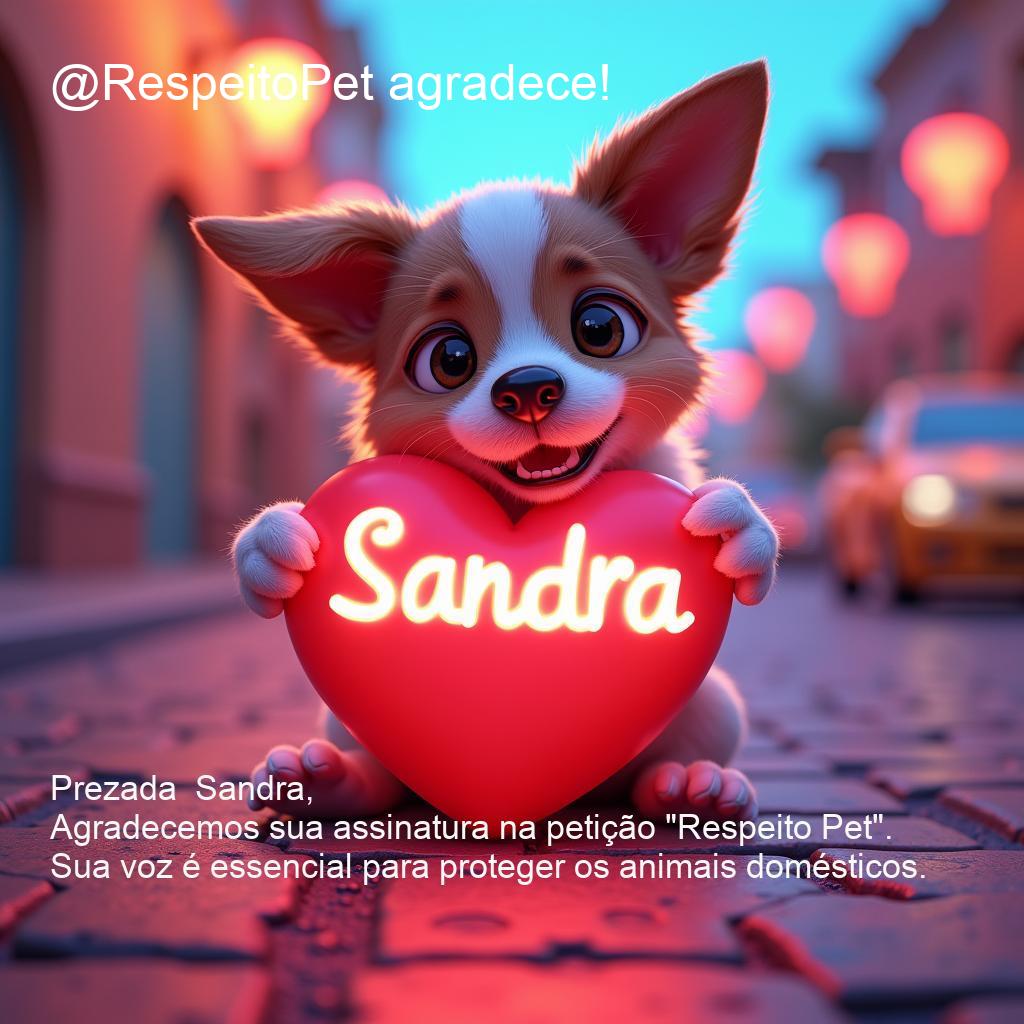 @RespeitoPet agradece!
Sandra
Prezada  Sandra,
Agradecemos sua assinatura na petição "Respeito Pet".
Sua voz é essencial para proteger os animais domésticos.